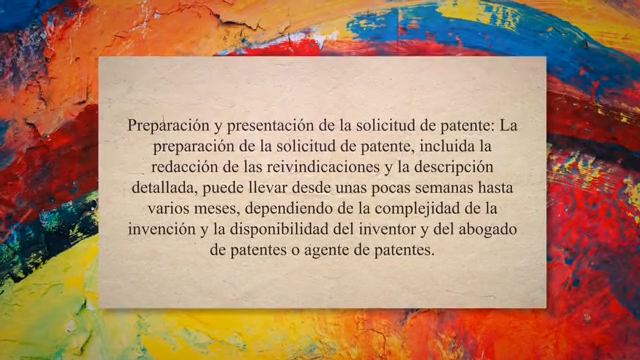 Preparación y presentación de la solicitud de patente: La
preparación de la solicitud de patente, incluida la
redacción de las reivindicaciones y la descripción
detallada, puede llevar desde unas pocas semanas hasta
varios meses, dependiendo de la complejidad de la
invención y la disponibilidad del inventor y del abogado
de patentes o agente de patentes.